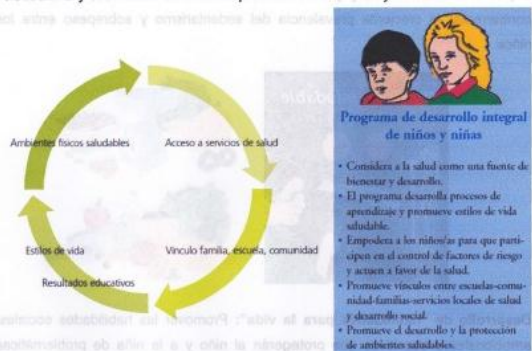 Ambientes físicos saludables
Acceso a servicios de salud
Estilos de vida
Vinculo familia, escuela, comunidad
Resultados educativos
Programa de desarrollo integral
de niños y niñas
• Considera a la salud como una fuente de
bienestar y desarrollo.
• El programa desarrolla procesos de
aprendizaje y promueve estilos de vida
saludable.
• Empodera a los niños/as para que parti-
cipen en el control de factores de riesgo
y actuen a favor de la salud.
• Promueve vínculos entre escuelas-comu-
nidad-familias-servicios locales de salud
y desarrollo social.
• Promueve el desarrollo y la protección
de ambientes saludables.